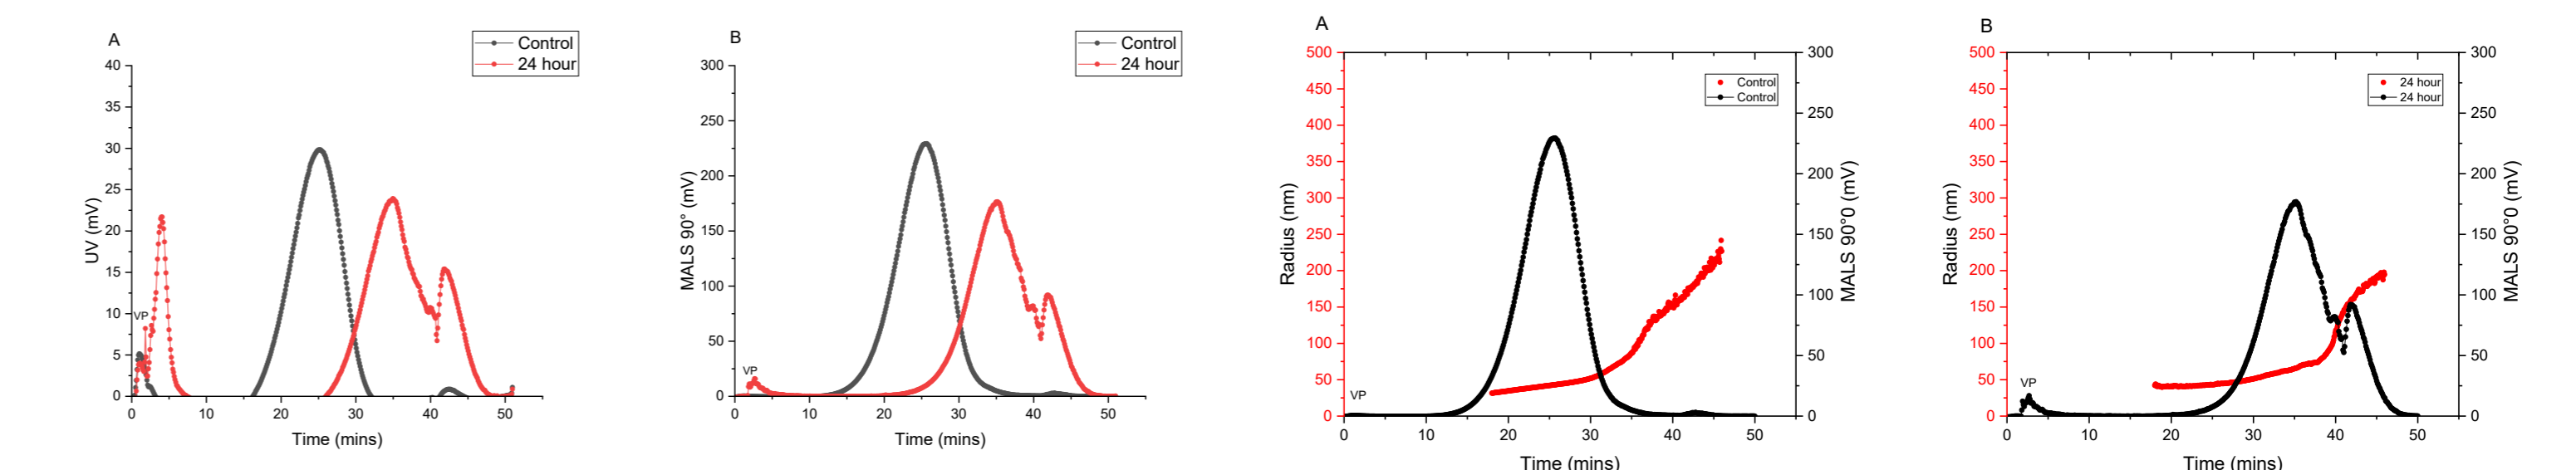 A
Control
24 hour
40
35
30
25
20
15
10
5
0
UV (mV)
VP
0 10 20 30 40 50
Time (mins)
B
Control
24 hour
300
250
200
150
100
50
0
MALS 90° (mV)
VP
0 10 20 30 40 50
Time (mins)
A
Control
Control
500
450
400
350
300
250
200
150
100
50
0
Radius (nm)
300
250
200
150
100
50
0
MALS 90°0 (mV)
VP
0 10 20 30 40 50
Time (mins)
B
24 hour
24 hour
500
450
400
350
300
250
200
150
100
50
0
Radius (nm)
300
250
200
150
100
50
0
MALS 90°0 (mV)
VP
0 10 20 30 40 50
Time (mins)